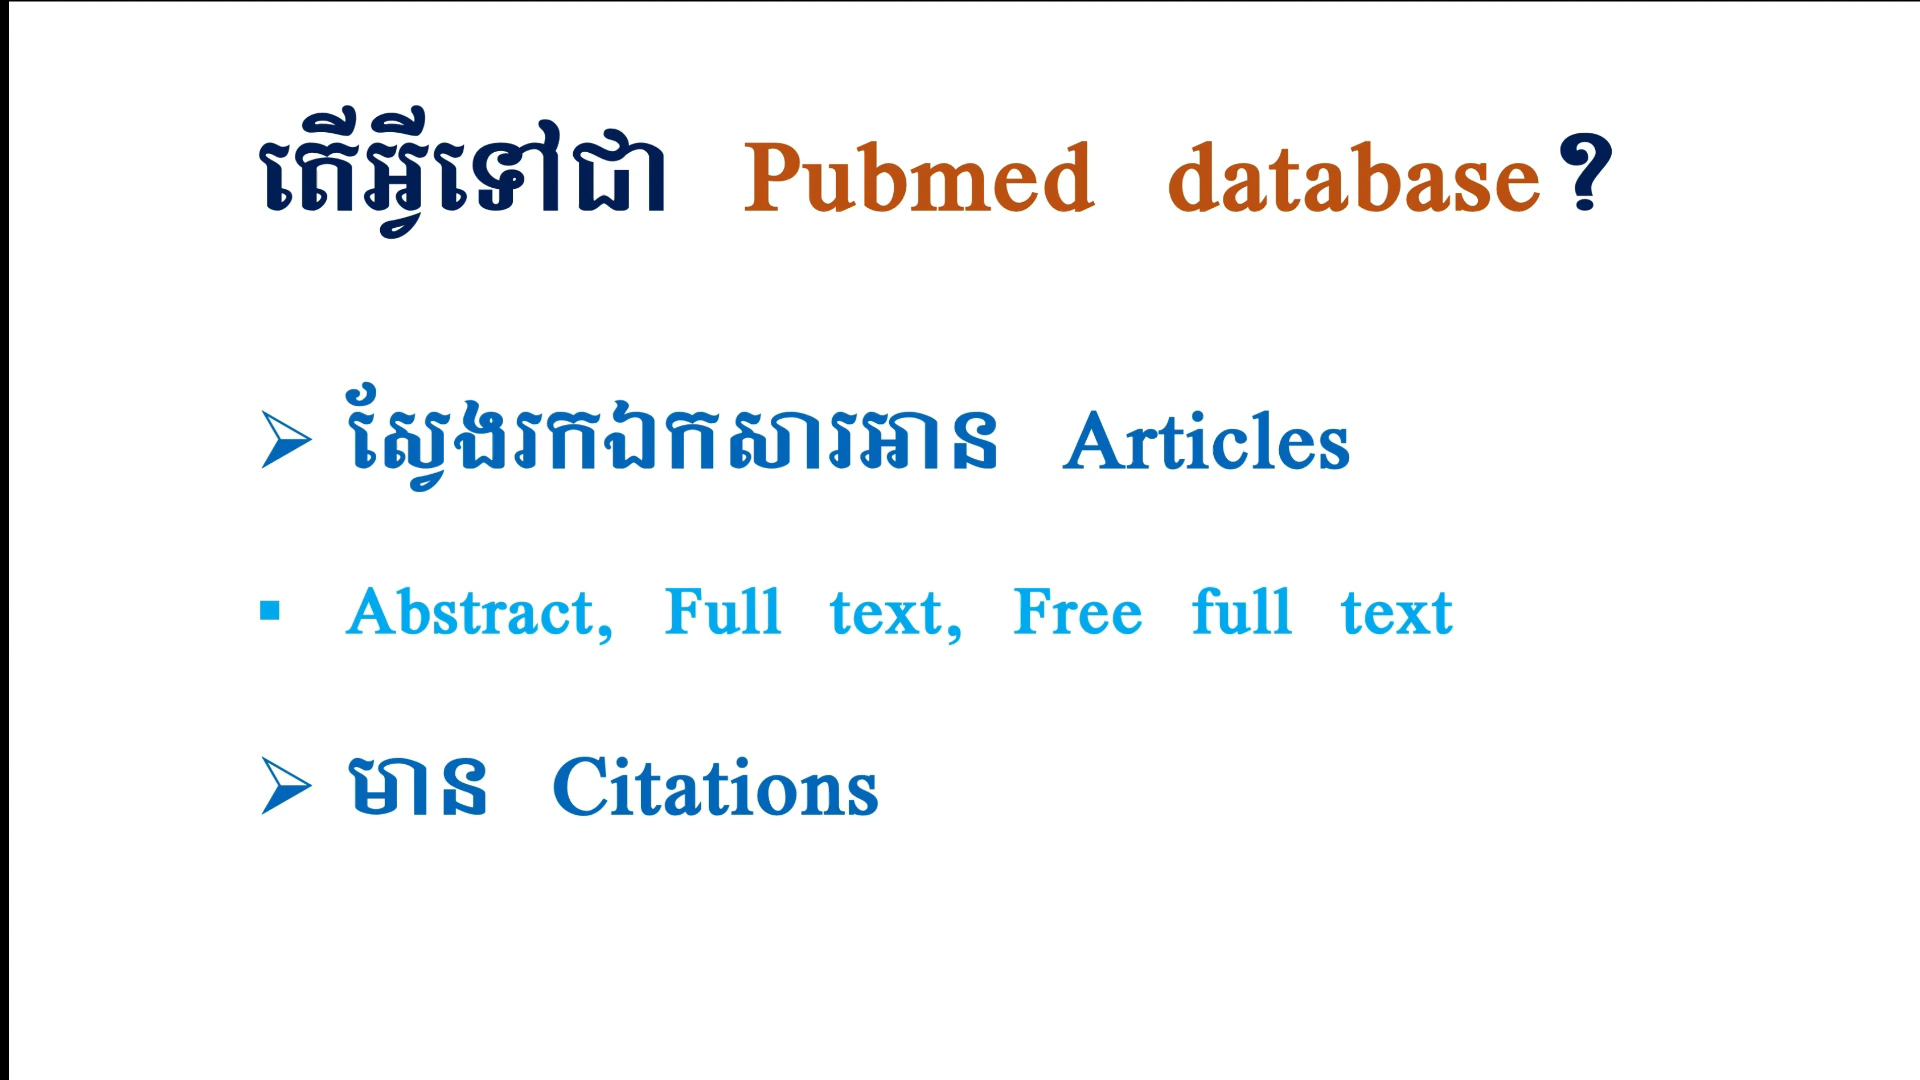 តើអ្វីទៅជា Pubmed database?
ស្វែងរកឯកសារអាន Articles
Abstract, Full text, Free full text
មាន Citations